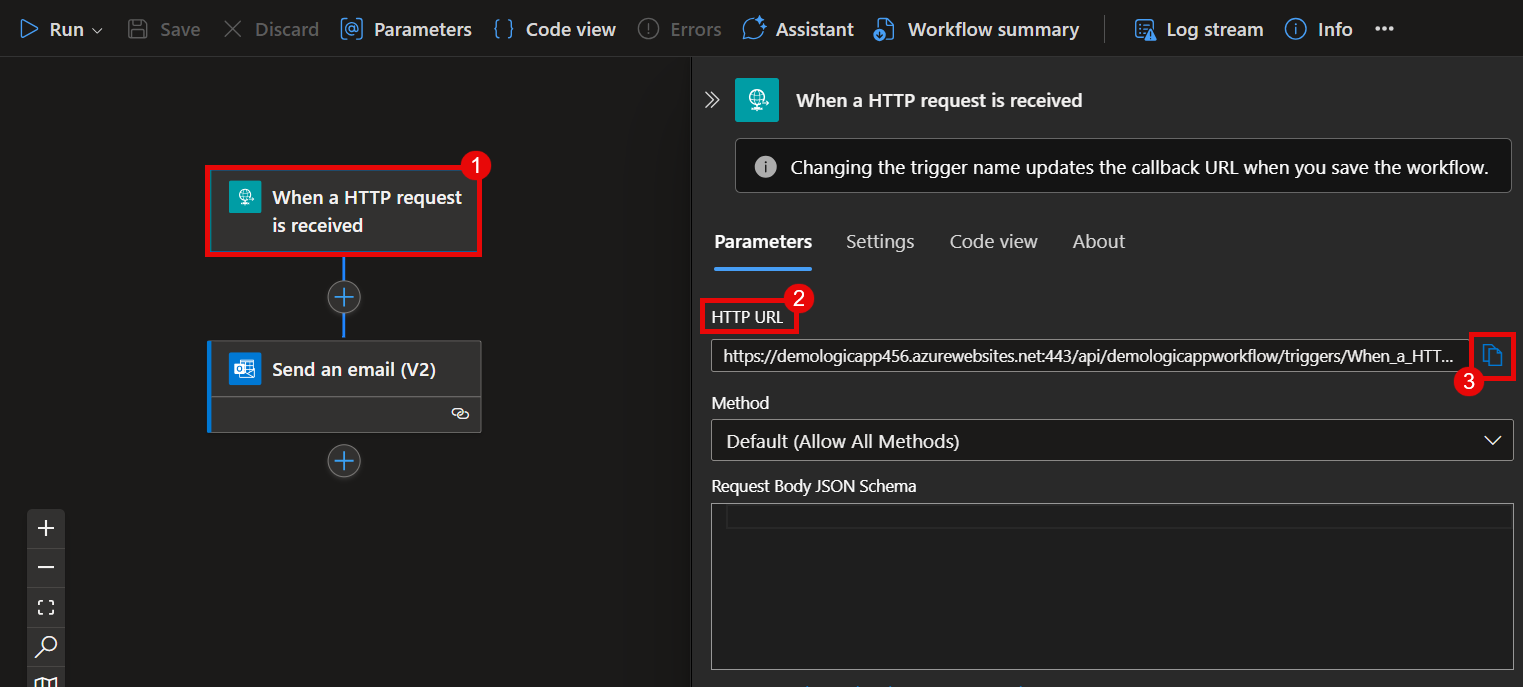 Run Save Discard Parameters Code view Errors Assistant Workflow summary Log stream Info
1
When a HTTP request
is received
Send an email (V2)
When a HTTP request is received
Changing the trigger name updates the callback URL when you save the workflow.
Parameters Settings Code view About
2
HTTP URL
https://demologicapp456.azurewebsites.net:443/api/demologicappworkflow/triggers/When_a_HTT...
3
Method
Default (Allow All Methods)
Request Body JSON Schema